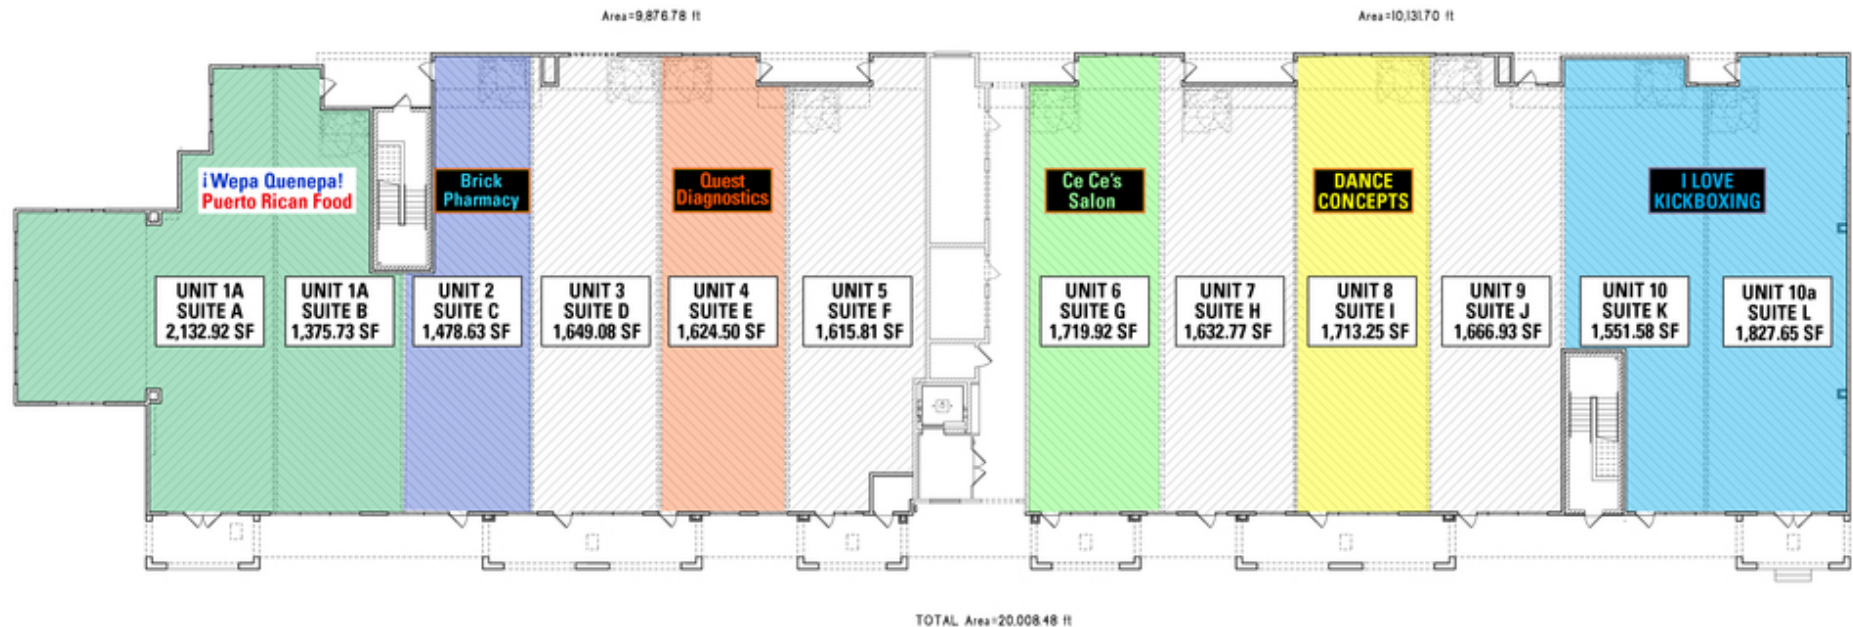 Area=9,876.78 ft
Area=10,131.70 ft
¡Wepa Quenepa!
Puerto Rican Food
Brick
Pharmacy
Quest
Diagnostics
Ce Ce's
Salon
DANCE
CONCEPTS
I LOVE
KICKBOXING
UNIT 1A
SUITE A
2,132.92 SF
UNIT 1A
SUITE B
1,375.73 SF
UNIT 2
SUITE C
1,478.63 SF
UNIT 3
SUITE D
1,649.08 SF
UNIT 4
SUITE E
1,624.50 SF
UNIT 5
SUITE F
1,615.81 SF
UNIT 6
SUITE G
1,719.92 SF
UNIT 7
SUITE H
1,632.77 SF
UNIT 8
SUITE I
1,713.25 SF
UNIT 9
SUITE J
1,666.93 SF
UNIT 10
SUITE K
1,551.58 SF
UNIT 10a
SUITE L
1,827.65 SF
TOTAL Area=20,008.48 ft